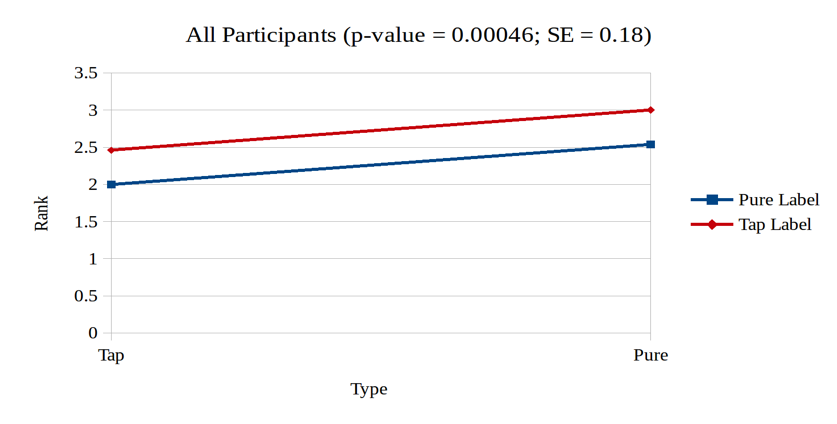 All Participants (p-value = 0.00046; SE = 0.18)
3.5
3
2.5
2
1.5
1
0.5
0
Rank
Tap
Pure
Type
Pure Label
Tap Label